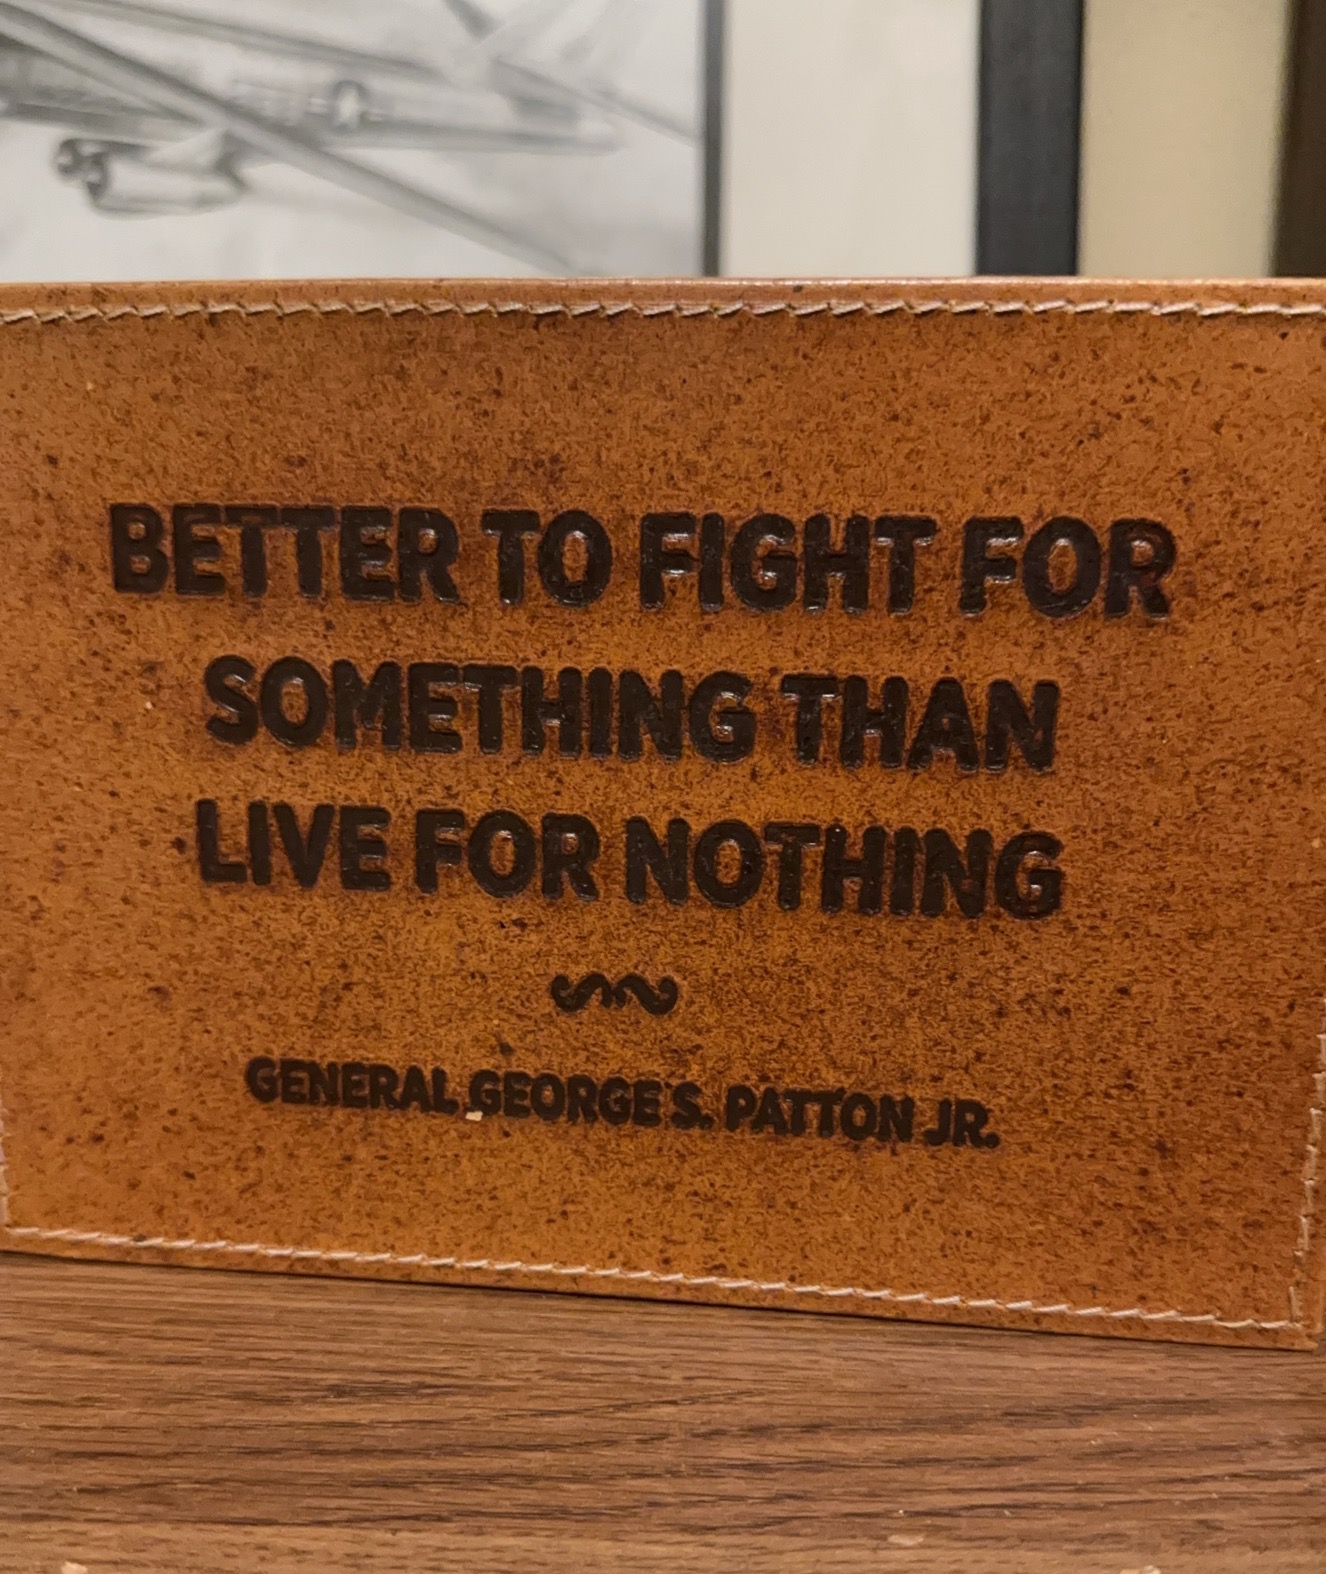 BETTER TO FIGHT FOR
SOMETHING THAN
LIVE FOR NOTHING
GENERAL GEORGE S. PATTON JR.